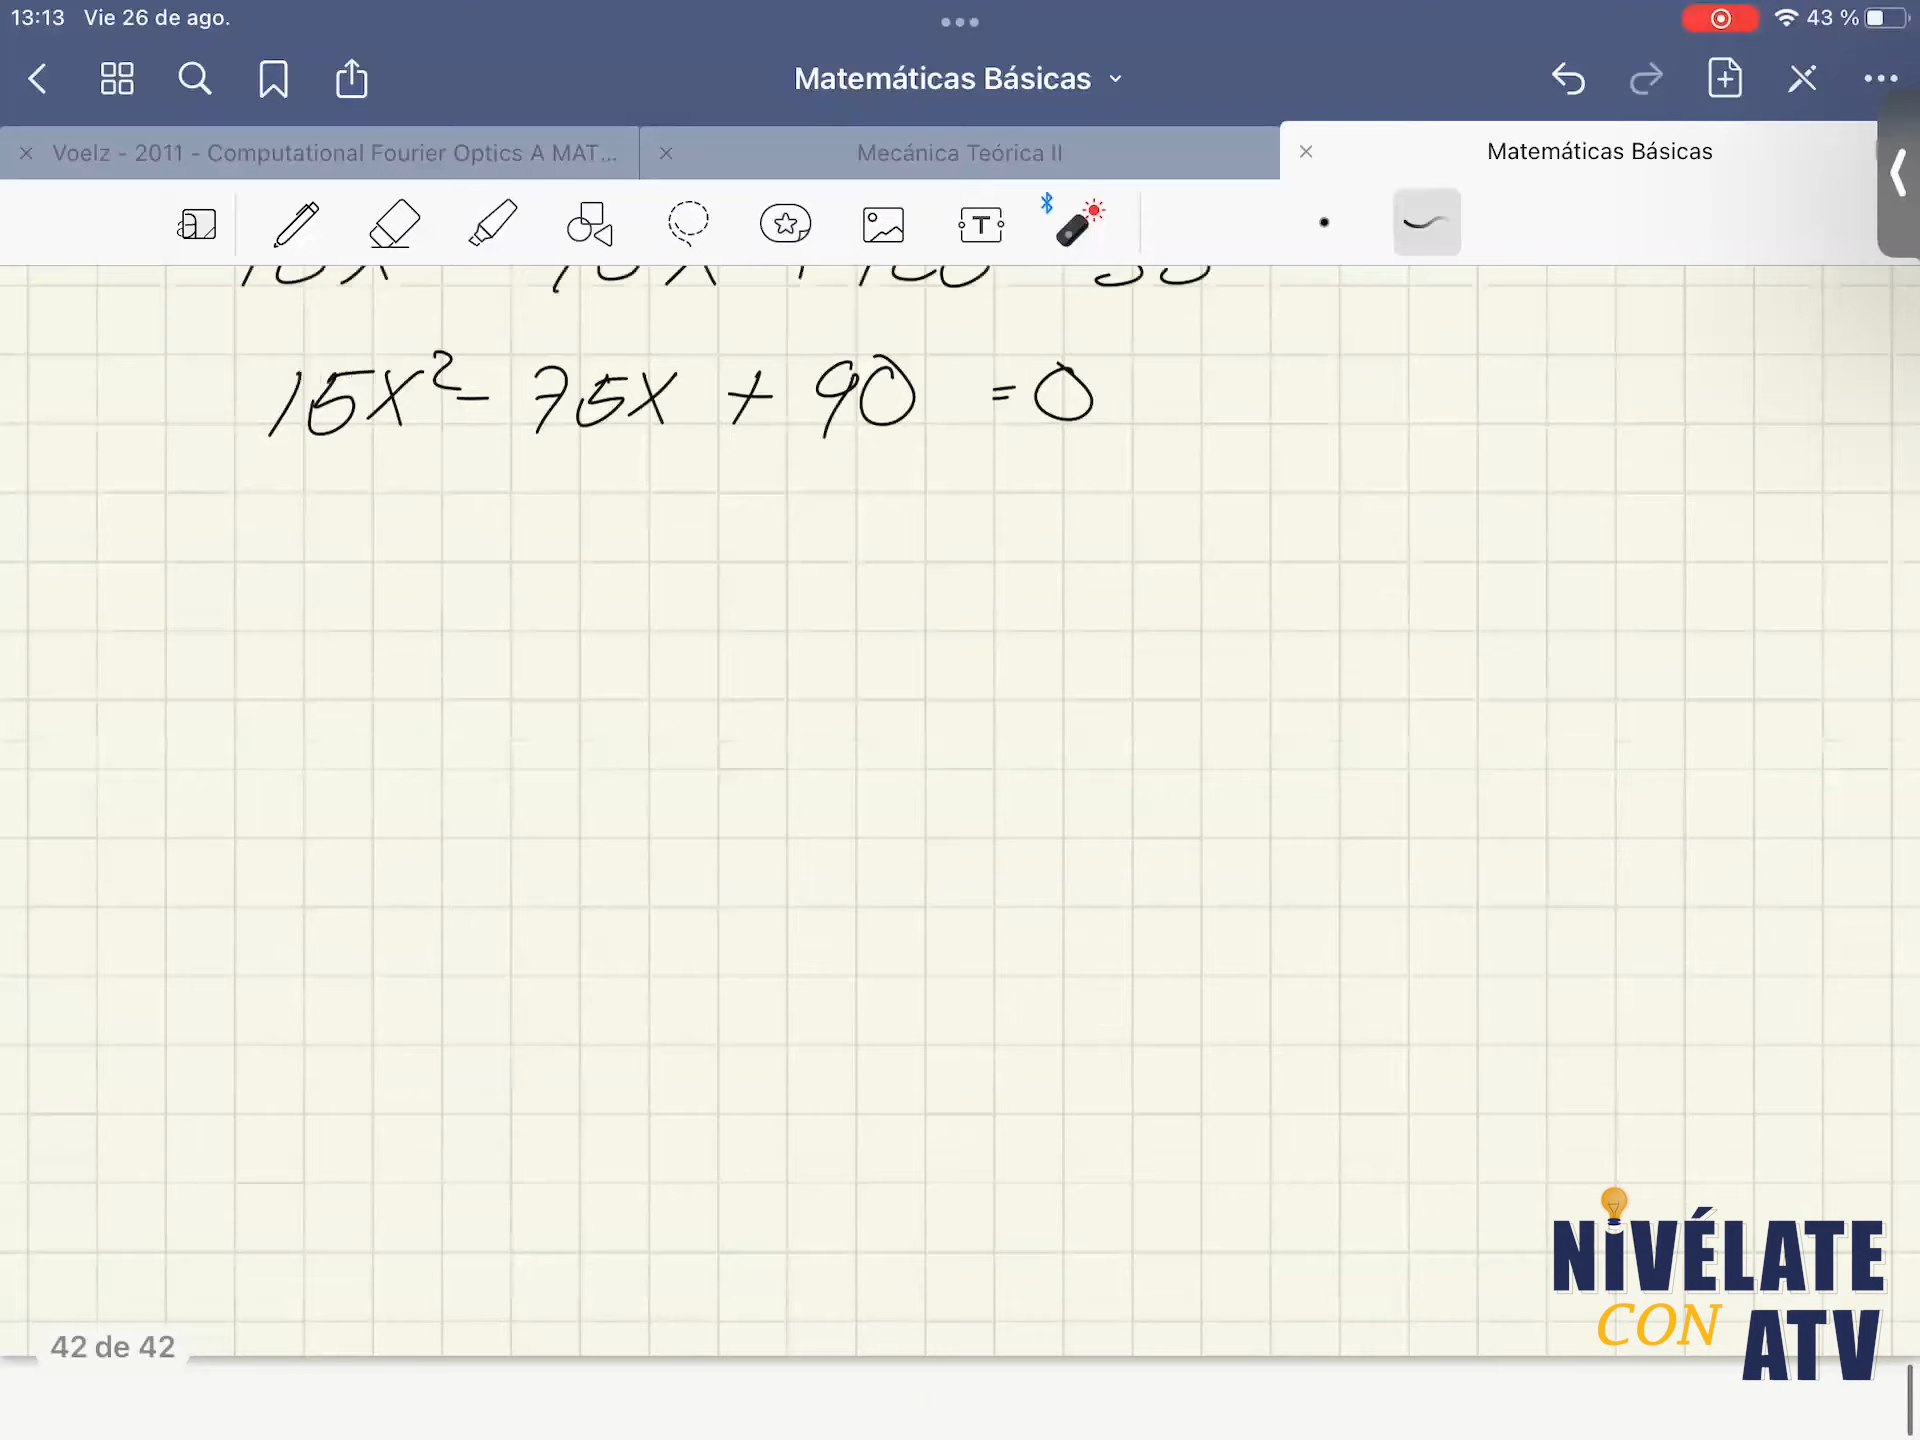 13:13 Vie 26 de ago.
43 %
Matemáticas Básicas
Voelz - 2011 - Computational Fourier Optics A MAT...
Mecánica Teórica II
Matemáticas Básicas
15x² - 75x + 90 = 0
NIVÉLATE
CON
ATV
42 de 42